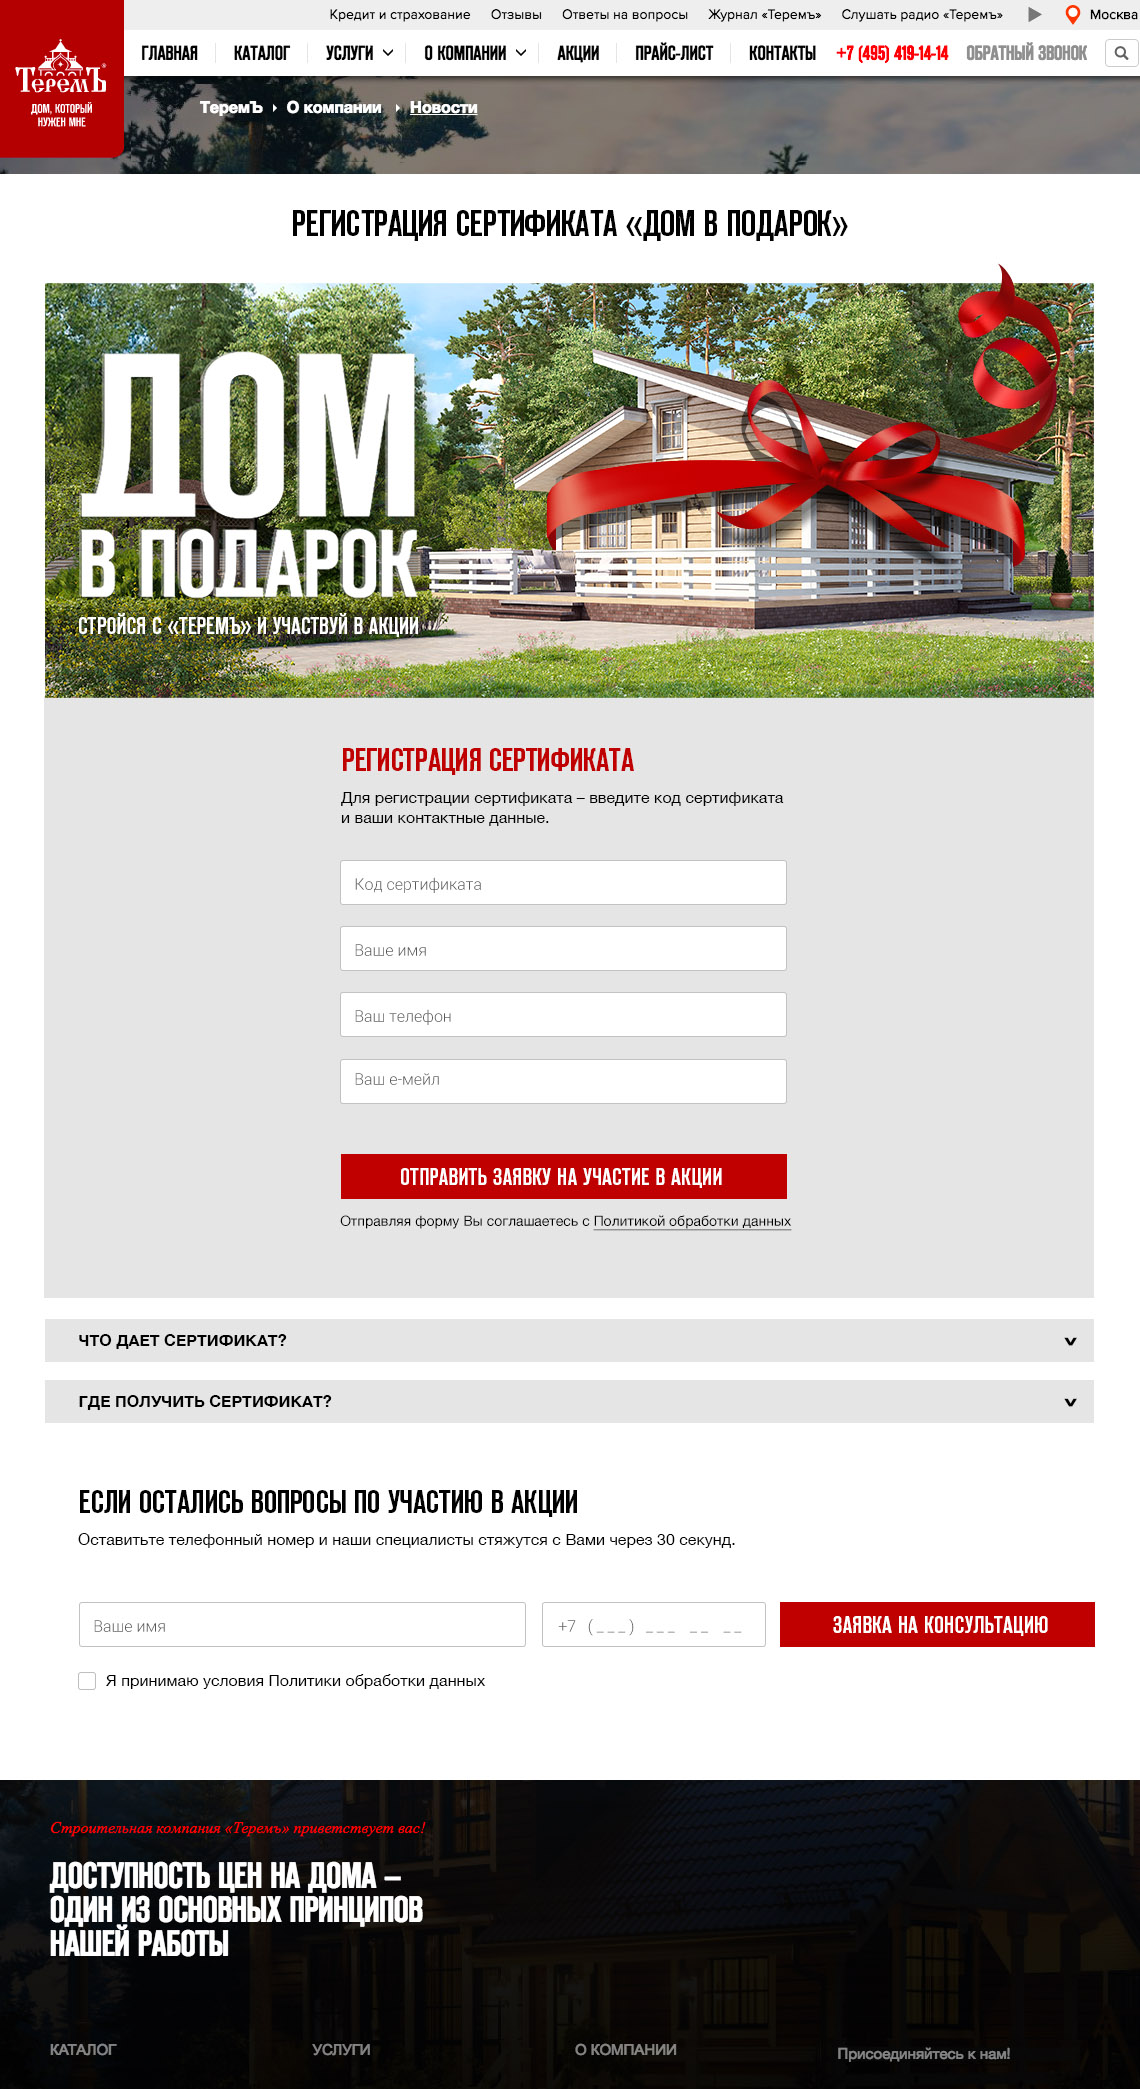 Кредит и страхование Отзывы Ответы на вопросы Журнал «Теремъ» Слушать радио «Теремъ» Москва
ТеремЪ®
ДОМ, КОТОРЫЙ
НУЖЕН МНЕ
ГЛАВНАЯ КАТАЛОГ УСЛУГИ О КОМПАНИИ АКЦИИ ПРАЙС-ЛИСТ КОНТАКТЫ +7 (495) 419-14-14 ОБРАТНЫЙ ЗВОНОК
ТеремЪ О компании Новости
РЕГИСТРАЦИЯ СЕРТИФИКАТА «ДОМ В ПОДАРОК»
ДОМ
В ПОДАРОК
СТРОЙСЯ С «ТЕРЕМЪ» И УЧАСТВУЙ В АКЦИИ
РЕГИСТРАЦИЯ СЕРТИФИКАТА
Для регистрации сертификата – введите код сертификата
и ваши контактные данные.
Код сертификата
Ваше имя
Ваш телефон
Ваш е-мейл
ОТПРАВИТЬ ЗАЯВКУ НА УЧАСТИЕ В АКЦИИ
Отправляя форму Вы соглашаетесь с Политикой обработки данных
ЧТО ДАЕТ СЕРТИФИКАТ?
ГДЕ ПОЛУЧИТЬ СЕРТИФИКАТ?
ЕСЛИ ОСТАЛИСЬ ВОПРОСЫ ПО УЧАСТИЮ В АКЦИИ
Оставитьте телефонный номер и наши специалисты стяжутся с Вами через 30 секунд.
Ваше имя
+7 (___) ___ __ __
ЗАЯВКА НА КОНСУЛЬТАЦИЮ
Я принимаю условия Политики обработки данных
Строительная компания «Теремъ» приветствует вас!
ДОСТУПНОСТЬ ЦЕН НА ДОМА –
ОДИН ИЗ ОСНОВНЫХ ПРИНЦИПОВ
НАШЕЙ РАБОТЫ
КАТАЛОГ УСЛУГИ О КОМПАНИИ Присоединяйтесь к нам!